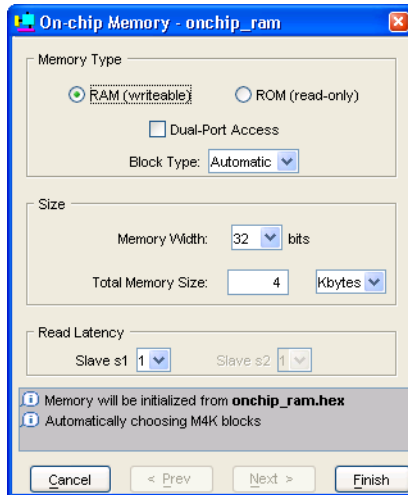 On-chip Memory - onchip_ram
Memory Type
RAM (writeable) ROM (read-only)
Dual-Port Access
Block Type: Automatic
Size
Memory Width: 32 bits
Total Memory Size: 4 Kbytes
Read Latency
Slave s1 1 Slave s2 1
Memory will be initialized from onchip_ram.hex
Automatically choosing M4K blocks
Cancel < Prev Next > Finish